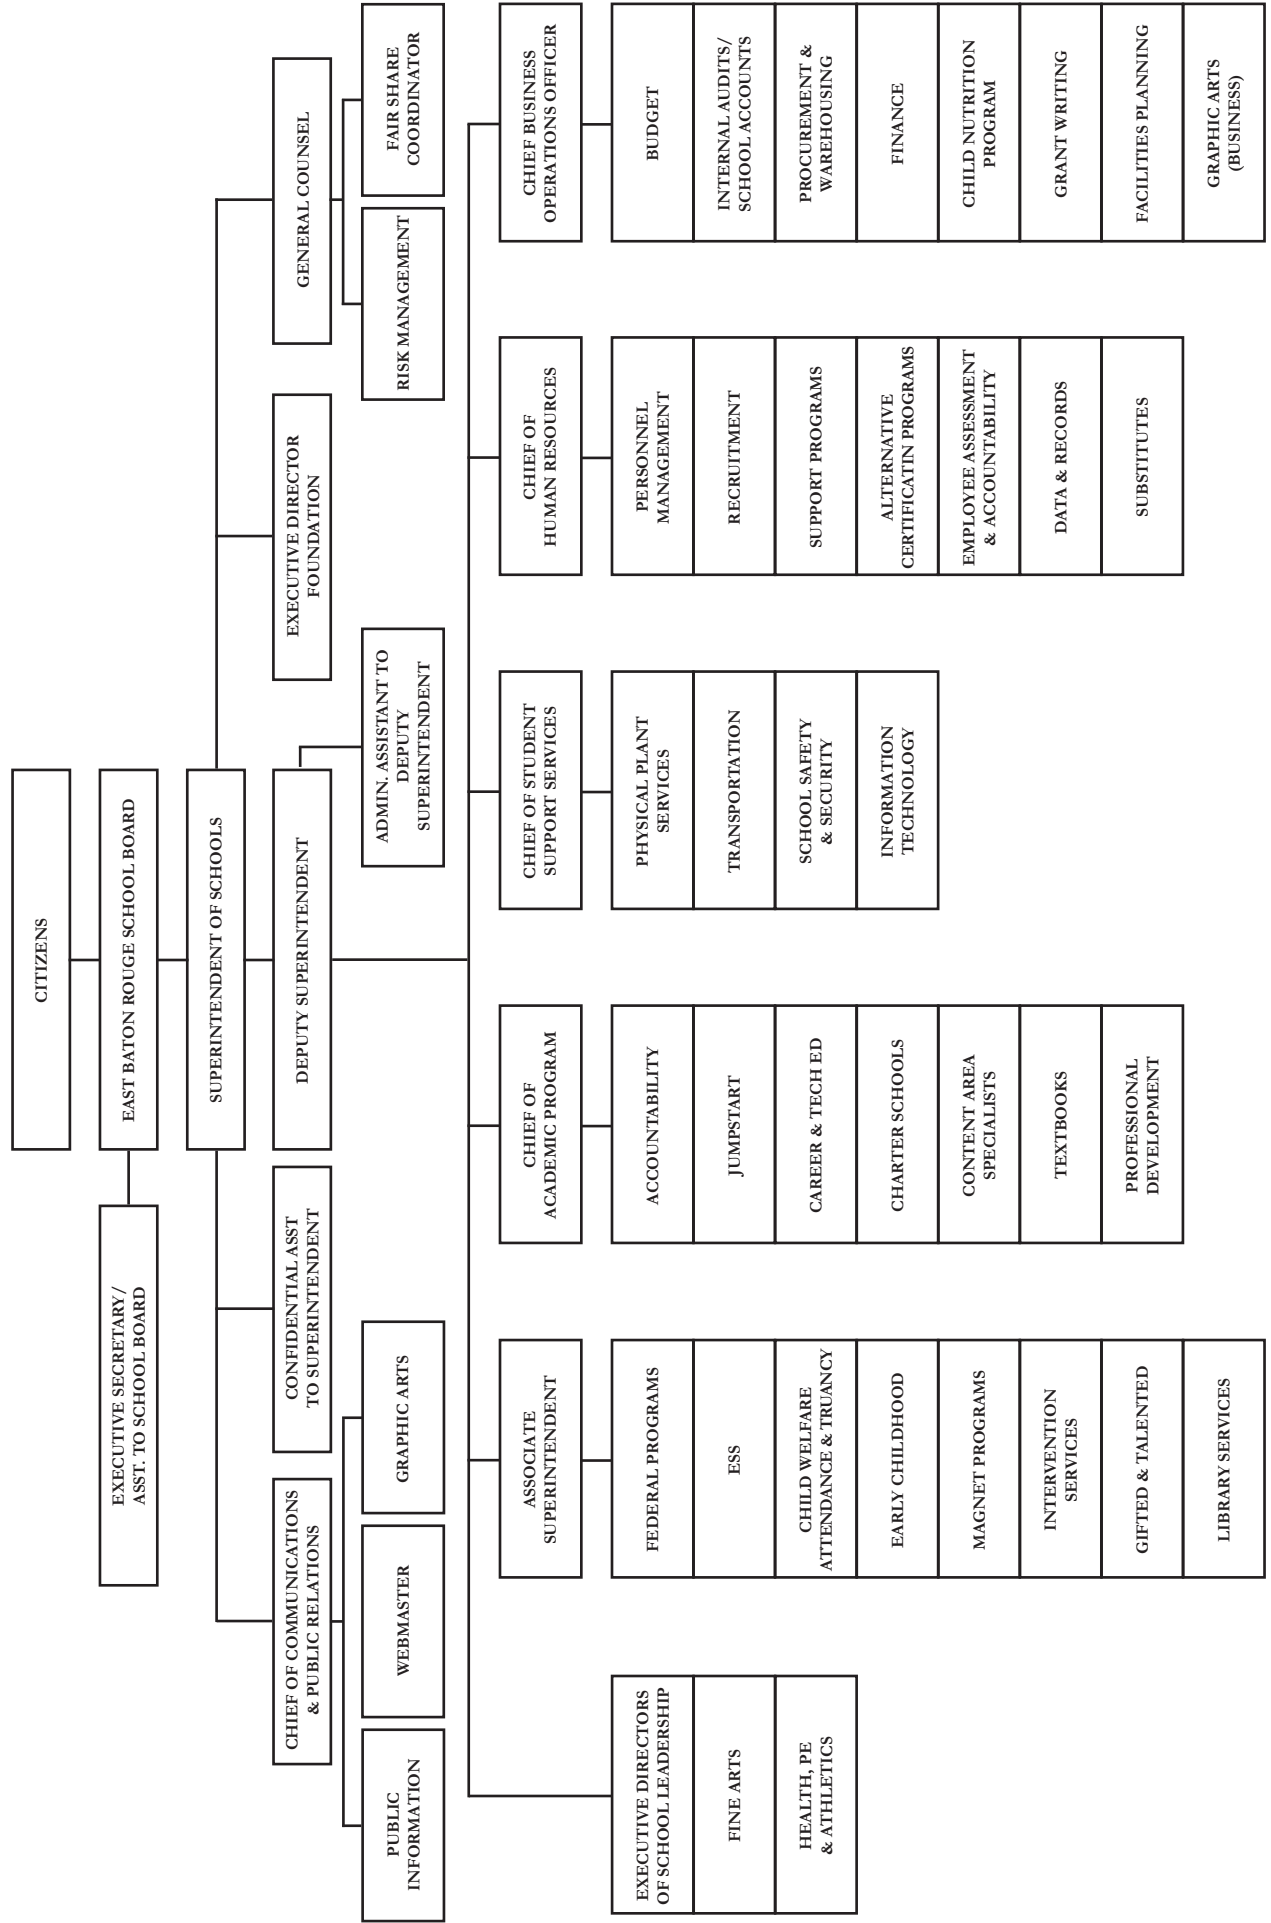 CITIZENS
EXECUTIVE SECRETARY/
ASST. TO SCHOOL BOARD
EAST BATON ROUGE SCHOOL BOARD
SUPERINTENDENT OF SCHOOLS
CHIEF OF COMMUNICATIONS
& PUBLIC RELATIONS
CONFIDENTIAL ASST
TO SUPERINTENDENT
DEPUTY SUPERINTENDENT
EXECUTIVE DIRECTOR
FOUNDATION
GENERAL COUNSEL
PUBLIC
INFORMATION
WEBMASTER
GRAPHIC ARTS
ADMIN. ASSISTANT TO
DEPUTY
SUPERINTENDENT
RISK MANAGEMENT
FAIR SHARE
COORDINATOR
EXECUTIVE DIRECTORS
OF SCHOOL LEADERSHIP
FINE ARTS
HEALTH, PE
& ATHLETICS
ASSOCIATE
SUPERINTENDENT
FEDERAL PROGRAMS
ESS
CHILD WELFARE
ATTENDANCE & TRUANCY
EARLY CHILDHOOD
MAGNET PROGRAMS
INTERVENTION
SERVICES
GIFTED & TALENTED
LIBRARY SERVICES
CHIEF OF
ACADEMIC PROGRAM
ACCOUNTABILITY
JUMPSTART
CAREER & TECH ED
CHARTER SCHOOLS
CONTENT AREA
SPECIALISTS
TEXTBOOKS
PROFESSIONAL
DEVELOPMENT
CHIEF OF STUDENT
SUPPORT SERVICES
PHYSICAL PLANT
SERVICES
TRANSPORTATION
SCHOOL SAFETY
& SECURITY
INFORMATION
TECHNOLOGY
CHIEF OF
HUMAN RESOURCES
PERSONNEL
MANAGEMENT
RECRUITMENT
SUPPORT PROGRAMS
ALTERNATIVE
CERTIFICATIN PROGRAMS
EMPLOYEE ASSESSMENT
& ACCOUNTABILITY
DATA & RECORDS
SUBSTITUTES
CHIEF BUSINESS
OPERATIONS OFFICER
BUDGET
INTERNAL AUDITS/
SCHOOL ACCOUNTS
PROCUREMENT &
WAREHOUSING
FINANCE
CHILD NUTRITION
PROGRAM
GRANT WRITING
FACILITIES PLANNING
GRAPHIC ARTS
(BUSINESS)